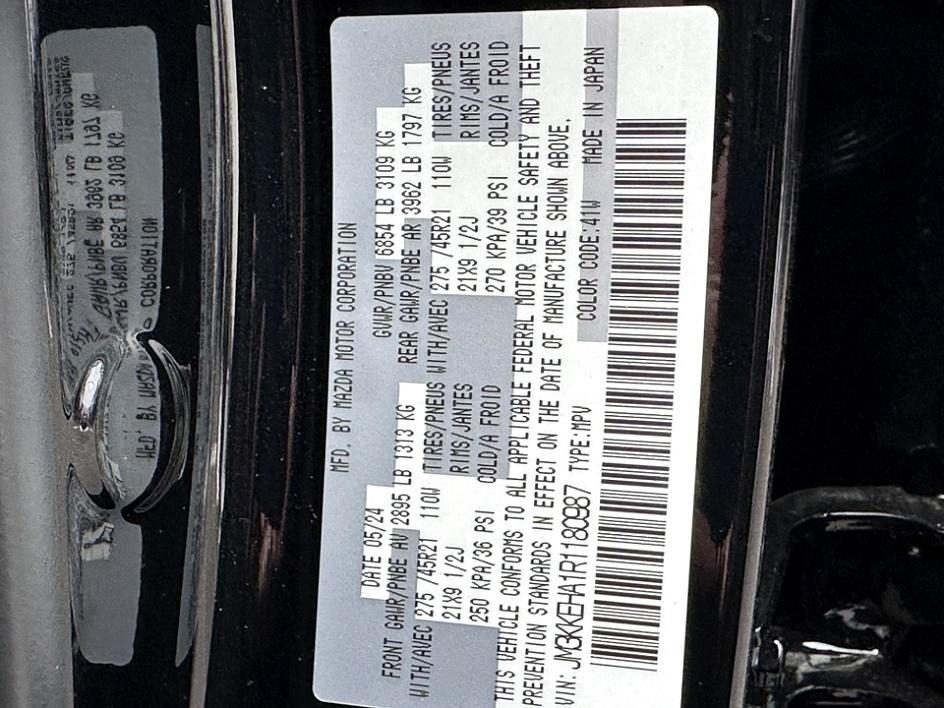 MFD. BY MAZDA MOTOR CORPORATION
DATE 05/24 GVWR/PNBV 6854 LB 3109 KG
FRONT GAWR/PNBE AV 2895 LB 1313 KG REAR GAWR/PNBE AR 3962 LB 1797 KG
WITH/AVEC 275 /45R21 110W TIRES/PNEUS WITH/AVEC 275 /45R21 110W TIRES/PNEUS
21X9 1/2J RIMS/JANTES 21X9 1/2J RIMS/JANTES
250 KPA/36 PSI COLD/A FROID 270 KPA/39 PSI COLD/A FROID
THIS VEHICLE CONFORMS TO ALL APPLICABLE FEDERAL MOTOR VEHICLE SAFETY AND THEFT
PREVENTION STANDARDS IN EFFECT ON THE DATE OF MANUFACTURE SHOWN ABOVE.
VIN: JM3KKEHA1R11180987 TYPE:MPV COLOR CODE:41W MADE IN JAPAN